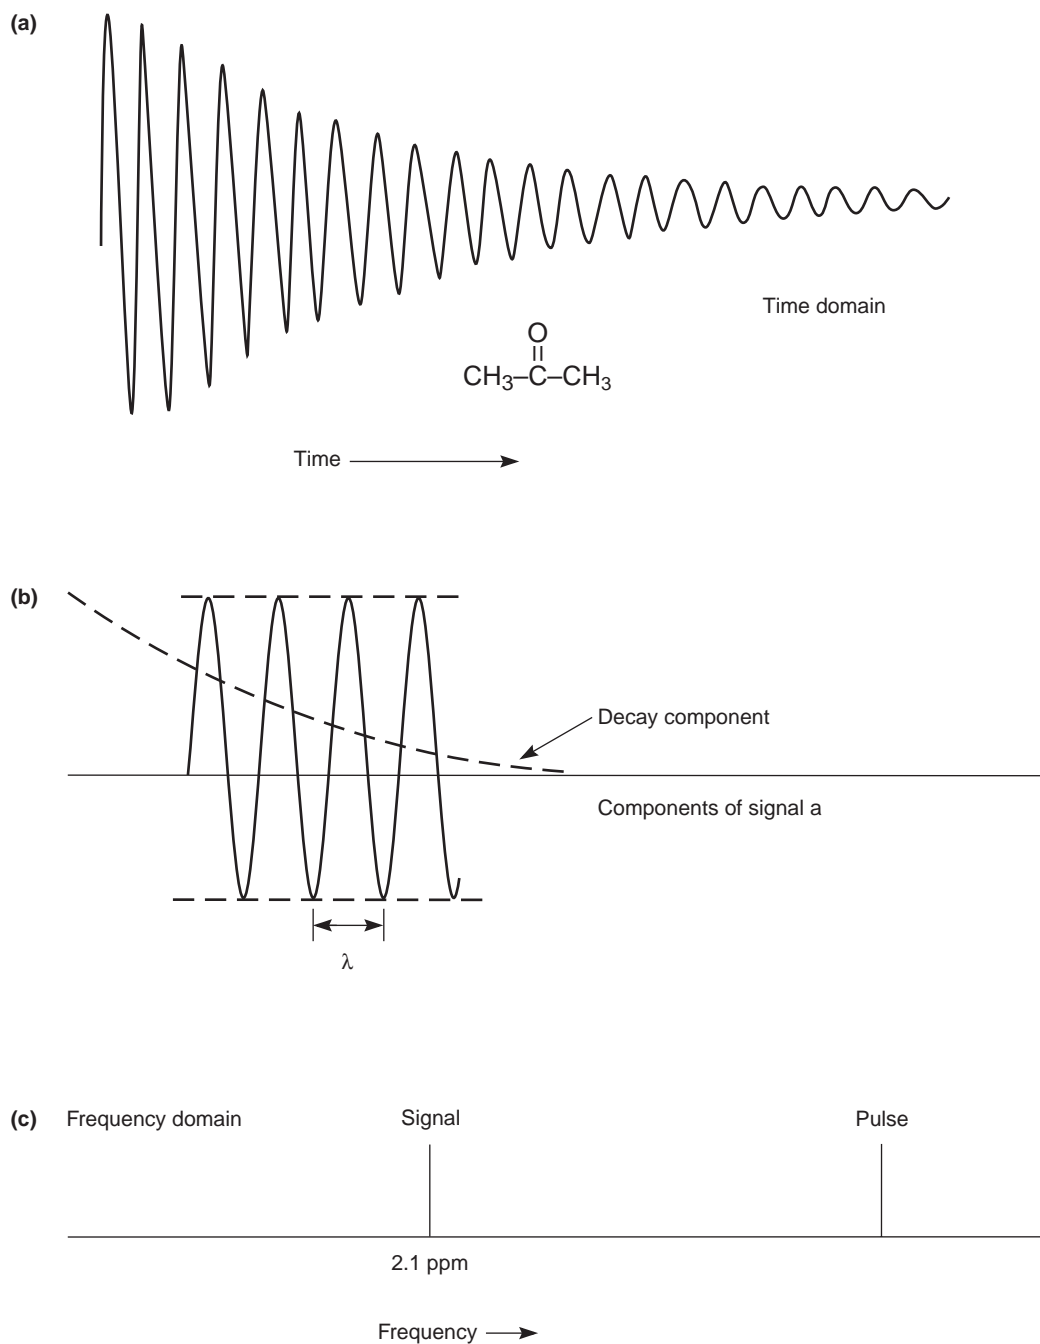 (a)
Time domain
O
CH₃–C–CH₃
Time
(b)
Decay component
Components of signal a
λ
(c) Frequency domain Signal Pulse
2.1 ppm
Frequency